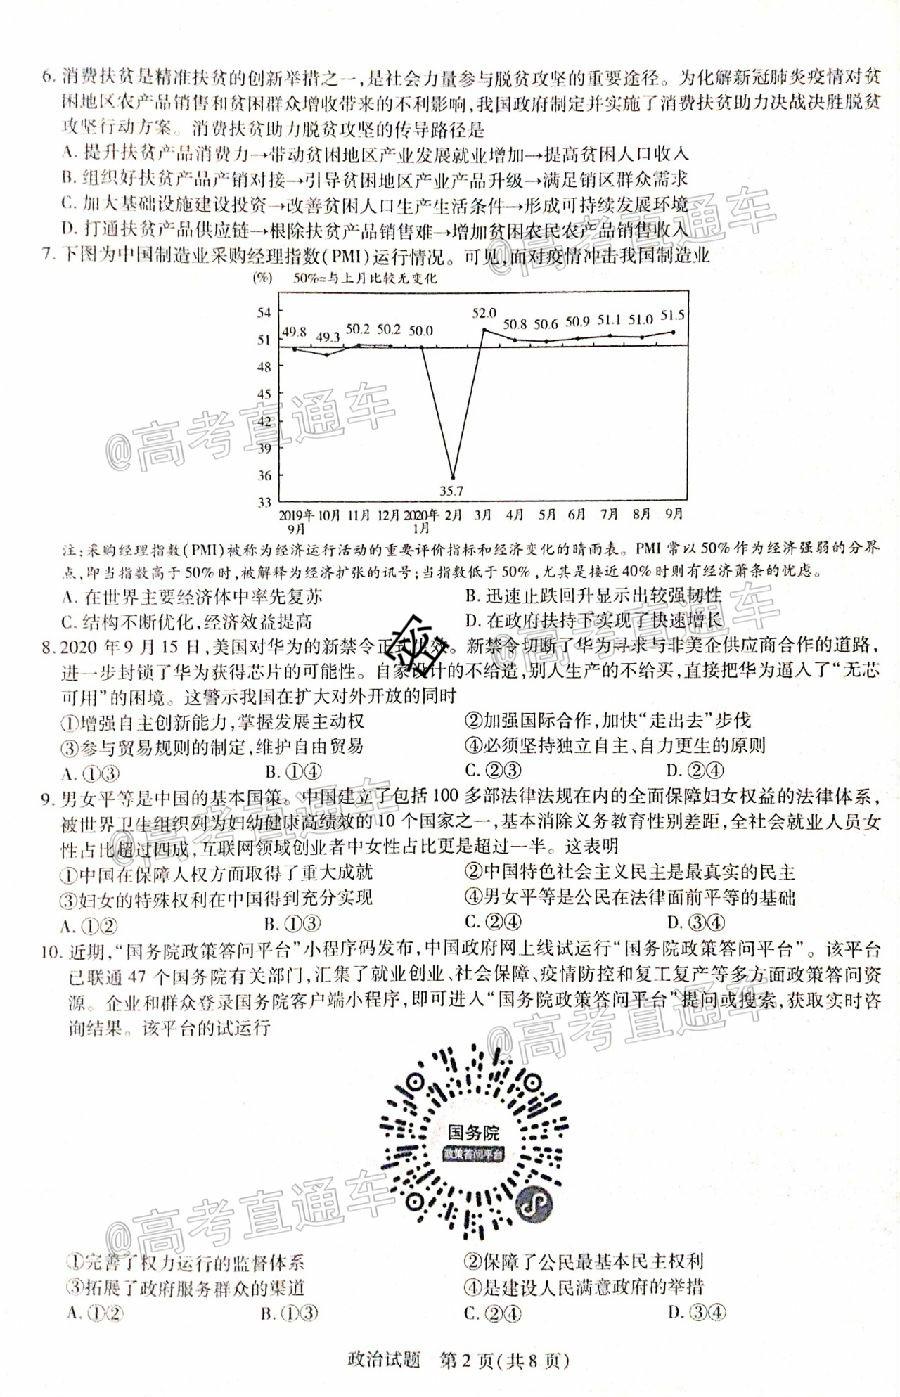 6. 消费扶贫是精准扶贫的创新举措之一,是社会力量参与脱贫攻坚的重要途径。为化解新冠肺炎疫情对贫
困地区农产品销售和贫困群众增收带来的不利影响,我国政府制定并实施了消费扶贫助力决战决胜脱贫
攻坚行动方案。消费扶贫助力脱贫攻坚的传导路径是
A. 提升扶贫产品消费力→带动贫困地区产业发展就业增加→提高贫困人口收入
B. 组织好扶贫产品产销对接→引导贫困地区产业产品升级→满足销区群众需求
C. 加大基础设施建设投资→改善贫困人口生产生活条件→形成可持续发展环境
D. 打通扶贫产品供应链→根除扶贫产品销售难→增加贫困农民农产品销售收入
7. 下图为中国制造业采购经理指数(PMI)运行情况。可见,面对疫情冲击我国制造业
(%) 50%=与上月比较无变化
54
51
48
45
42
39
36
33
49.8 49.3 50.2 50.2 50.0 35.7 52.0 50.8 50.6 50.9 51.1 51.0 51.5
2019年 10月 11月 12月 2020年 2月 3月 4月 5月 6月 7月 8月 9月
9月 1月
注:采购经理指数(PMI)被称为经济运行活动的重要评价指标和经济变化的晴雨表。PMI 常以50%作为经济强弱的分界
点,即当指数高于50%时,被解释为经济扩张的讯号;当指数低于50%,尤其是接近40%时则有经济萧条的忧虑。
A. 在世界主要经济体中率先复苏 B. 迅速止跌回升显示出较强韧性
C. 结构不断优化,经济效益提高 D. 在政府扶持下实现了快速增长
8. 2020 年 9 月 15 日,美国对华为的新禁令正式 效。新禁令切断了华为寻求与非美企供应商合作的道路,
进一步封锁了华为获得芯片的可能性。自家设计的不给造,别人生产的不给买,直接把华为逼入了“无芯
可用”的困境。这警示我国在扩大对外开放的同时
①增强自主创新能力,掌握发展主动权 ②加强国际合作,加快“走出去”步伐
③参与贸易规则的制定,维护自由贸易 ④必须坚持独立自主、自力更生的原则
A. ①③ B. ①④ C. ②③ D. ②④
9. 男女平等是中国的基本国策。中国建立了包括 100 多部法律法规在内的全面保障妇女权益的法律体系,
被世界卫生组织列为妇幼健康高绩效的 10 个国家之一,基本消除义务教育性别差距,全社会就业人员女
性占比超过四成,互联网领域创业者中女性占比更是超过一半。这表明
①中国在保障人权方面取得了重大成就 ②中国特色社会主义民主是最真实的民主
③妇女的特殊权利在中国得到充分实现 ④男女平等是公民在法律面前平等的基础
A. ①② B. ①③ C. ②④ D. ③④
10. 近期,“国务院政策答问平台”小程序码发布,中国政府网上线试运行“国务院政策答问平台”。该平台
已联通 47 个国务院有关部门,汇集了就业创业、社会保障、疫情防控和复工复产等多方面政策答问资
源。企业和群众登录国务院客户端小程序,即可进入“国务院政策答问平台”提问或搜索,获取实时咨
询结果。该平台的试运行
国务院
政策答问平台
①完善了权力运行的监督体系 ②保障了公民最基本民主权利
③拓展了政府服务群众的渠道 ④是建设人民满意政府的举措
A. ①② B. ①③ C. ②④ D. ③④
政治试题 第 2 页(共 8 页)
@高考直通车
@高考直通车
@高考直通车
@高考直通车
@高考直通车
@高考直通车
密